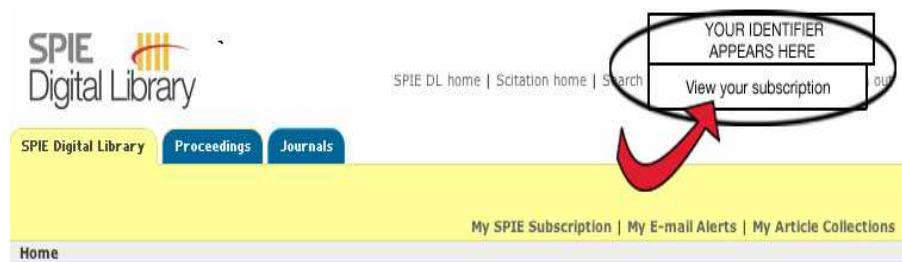 SPIE
Digital Library
YOUR IDENTIFIER
APPEARS HERE
SPIE DL home | Scitation home | Search
View your subscription
out
SPIE Digital Library
Proceedings
Journals
My SPIE Subscription | My E-mail Alerts | My Article Collections
Home